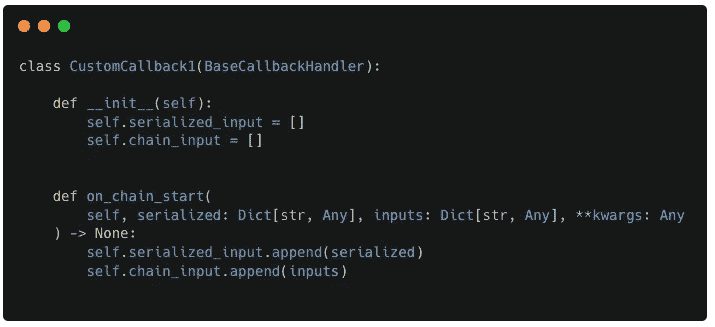 class CustomCallback1(BaseCallbackHandler):
    def __init__(self):
        self.serialized_input = []
        self.chain_input = []
    def on_chain_start(
        self, serialized: Dict[str, Any], inputs: Dict[str, Any], **kwargs: Any
    ) -> None:
        self.serialized_input.append(serialized)
        self.chain_input.append(inputs)